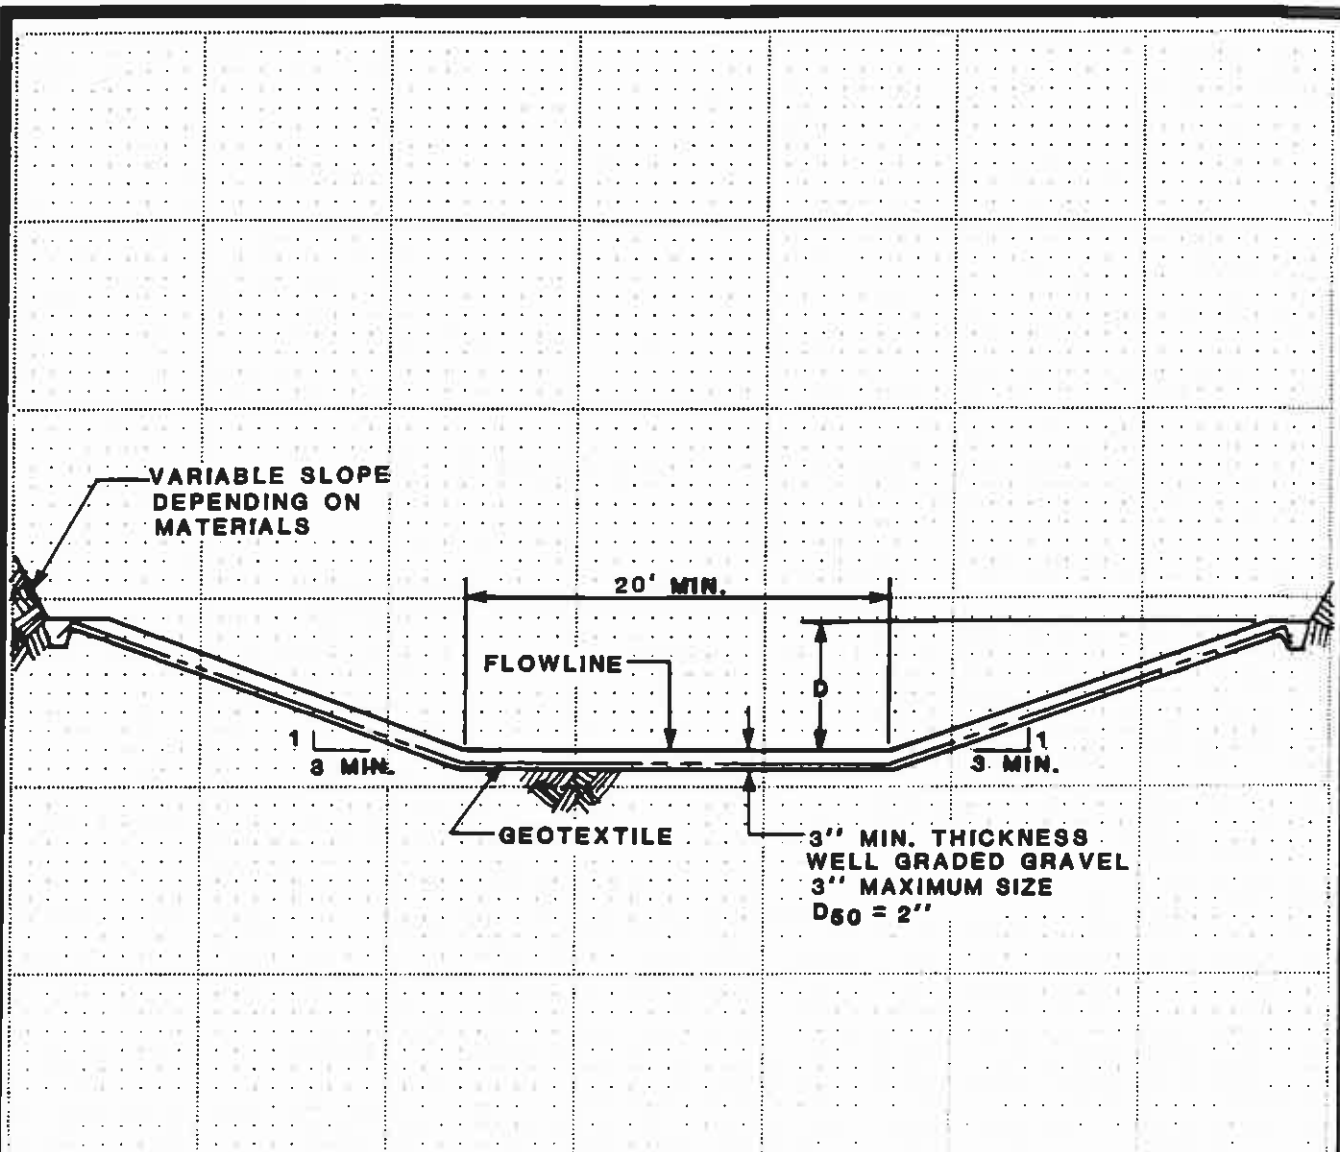 VARIABLE SLOPE
DEPENDING ON
MATERIALS
20' MIN.
FLOWLINE
D
1
3 MIN.
1
3 MIN.
GEOTEXTILE
3" MIN. THICKNESS
WELL GRADED GRAVEL
3" MAXIMUM SIZE
D50 = 2"